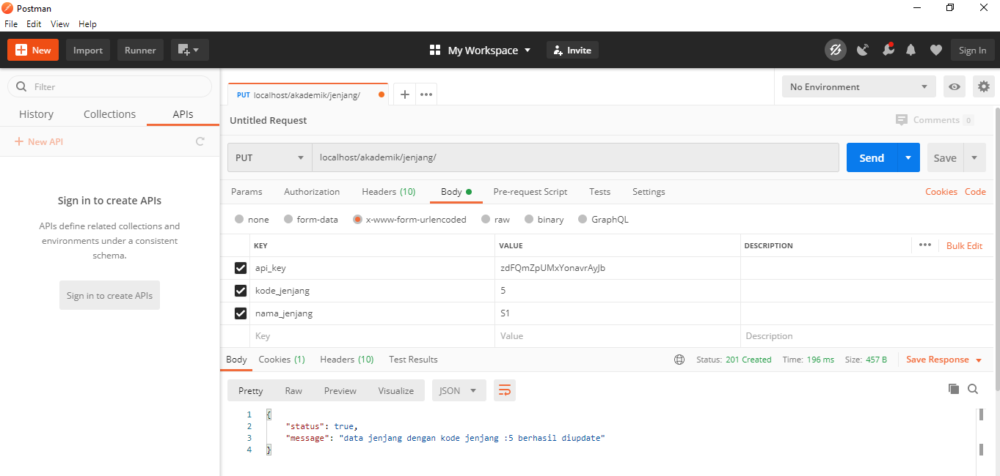 Postman
File Edit View Help
New Import Runner My Workspace Invite Sign In
Filter
History Collections APIs
New API
Sign in to create APIs
APIs define related collections and
environments under a consistent
schema.
Sign in to create APIs
PUT localhost/akademik/jenjang/
No Environment
Untitled Request Comments 0
PUT localhost/akademik/jenjang/ Send Save
Params Authorization Headers (10) Body Pre-request Script Tests Settings Cookies Code
none form-data x-www-form-urlencoded raw binary GraphQL
KEY VALUE DESCRIPTION Bulk Edit
api_key zdFQmZpUMxYonavrAyJb
kode_jenjang 5
nama_jenjang S1
Key Value Description
Body Cookies (1) Headers (10) Test Results Status: 201 Created Time: 196 ms Size: 457 B Save Response
Pretty Raw Preview Visualize JSON
1 {
2 "status": true,
3 "message": "data jenjang dengan kode jenjang :5 berhasil diupdate"
4 }